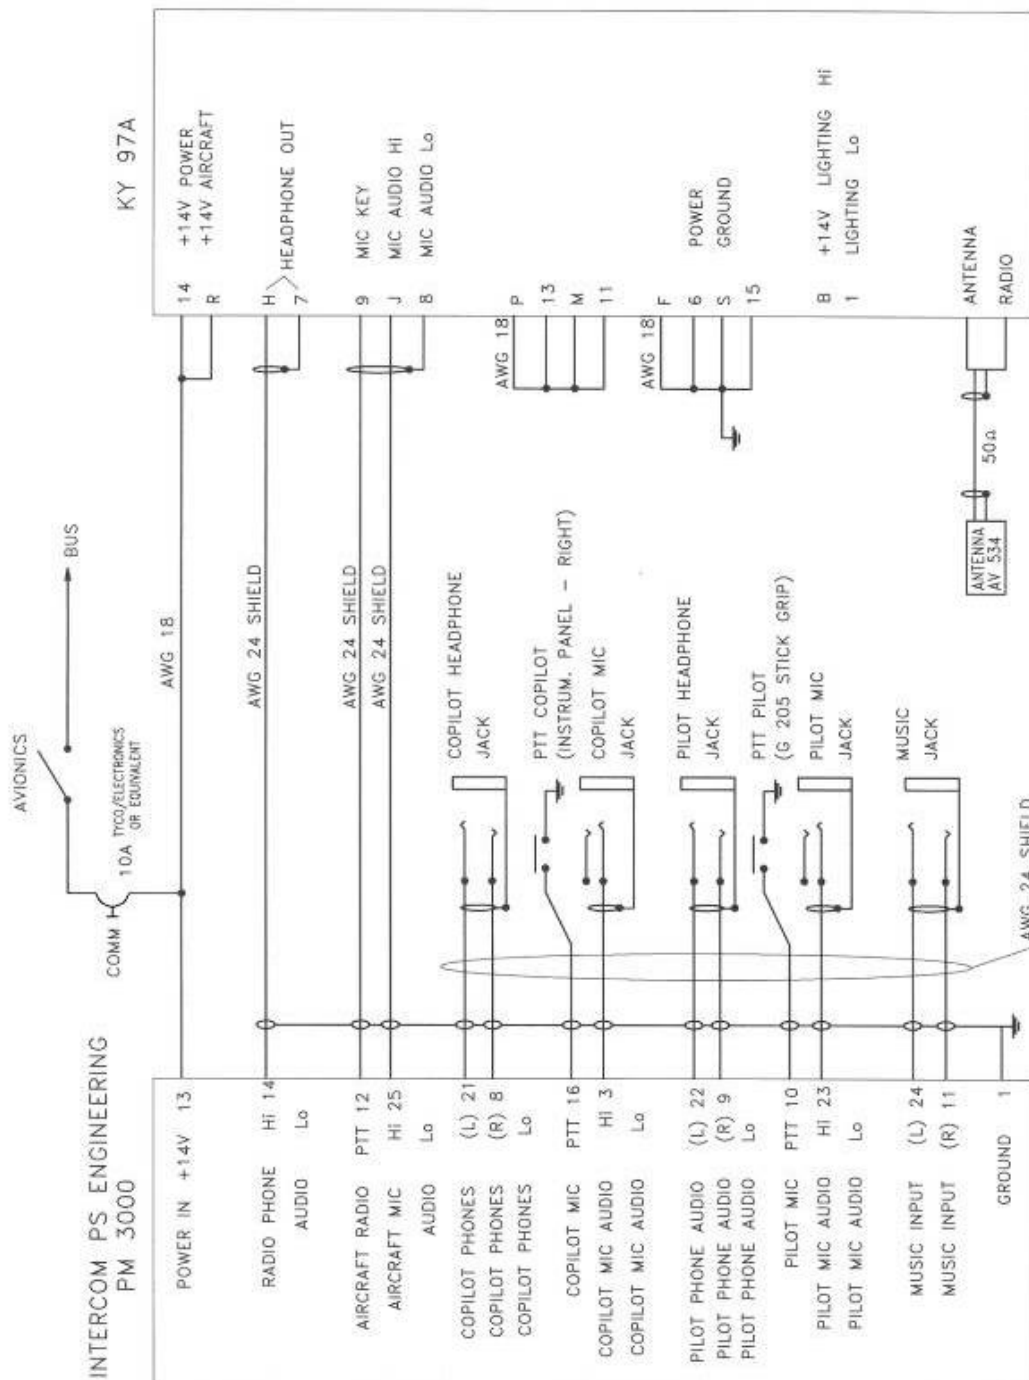 INTERCOM PS ENGINEERING
PM 3000
POWER IN +14V 13
RADIO PHONE Hi 14
AUDIO Lo
AIRCRAFT RADIO PTT 12
AIRCRAFT MIC Hi 25
AUDIO Lo
COPILOT PHONES (L) 21
COPILOT PHONES (R) 8
COPILOT PHONES Lo
COPILOT MIC PTT 16
COPILOT MIC AUDIO Hi 3
COPILOT MIC AUDIO Lo
PILOT PHONE AUDIO (L) 22
PILOT PHONE AUDIO (R) 9
PILOT PHONE AUDIO Lo
PILOT MIC PTT 10
PILOT MIC AUDIO Hi 23
PILOT MIC AUDIO Lo
MUSIC INPUT (L) 24
MUSIC INPUT (R) 11
GROUND 1
AVIONICS
BUS
COMM
10A TYCO/ELECTRONICS
OR EQUIVALENT
AWG 18
AWG 24 SHIELD
AWG 24 SHIELD
AWG 24 SHIELD
COPILOT HEADPHONE
JACK
PTT COPILOT
(INSTRUM. PANEL - RIGHT)
COPILOT MIC
JACK
PILOT HEADPHONE
JACK
PTT PILOT
(G 205 STICK GRIP)
PILOT MIC
JACK
MUSIC
JACK
AWG 24 SHIELD
AWG 18
AWG 18
ANTENNA
AV 534
50Ω
KY 97A
14 +14V POWER
R +14V AIRCRAFT
H
HEADPHONE OUT
7
9 MIC KEY
J MIC AUDIO Hi
8 MIC AUDIO Lo
P
13
M
11
F
6 POWER
S GROUND
15
B +14V LIGHTING Hi
1 LIGHTING Lo
ANTENNA
RADIO